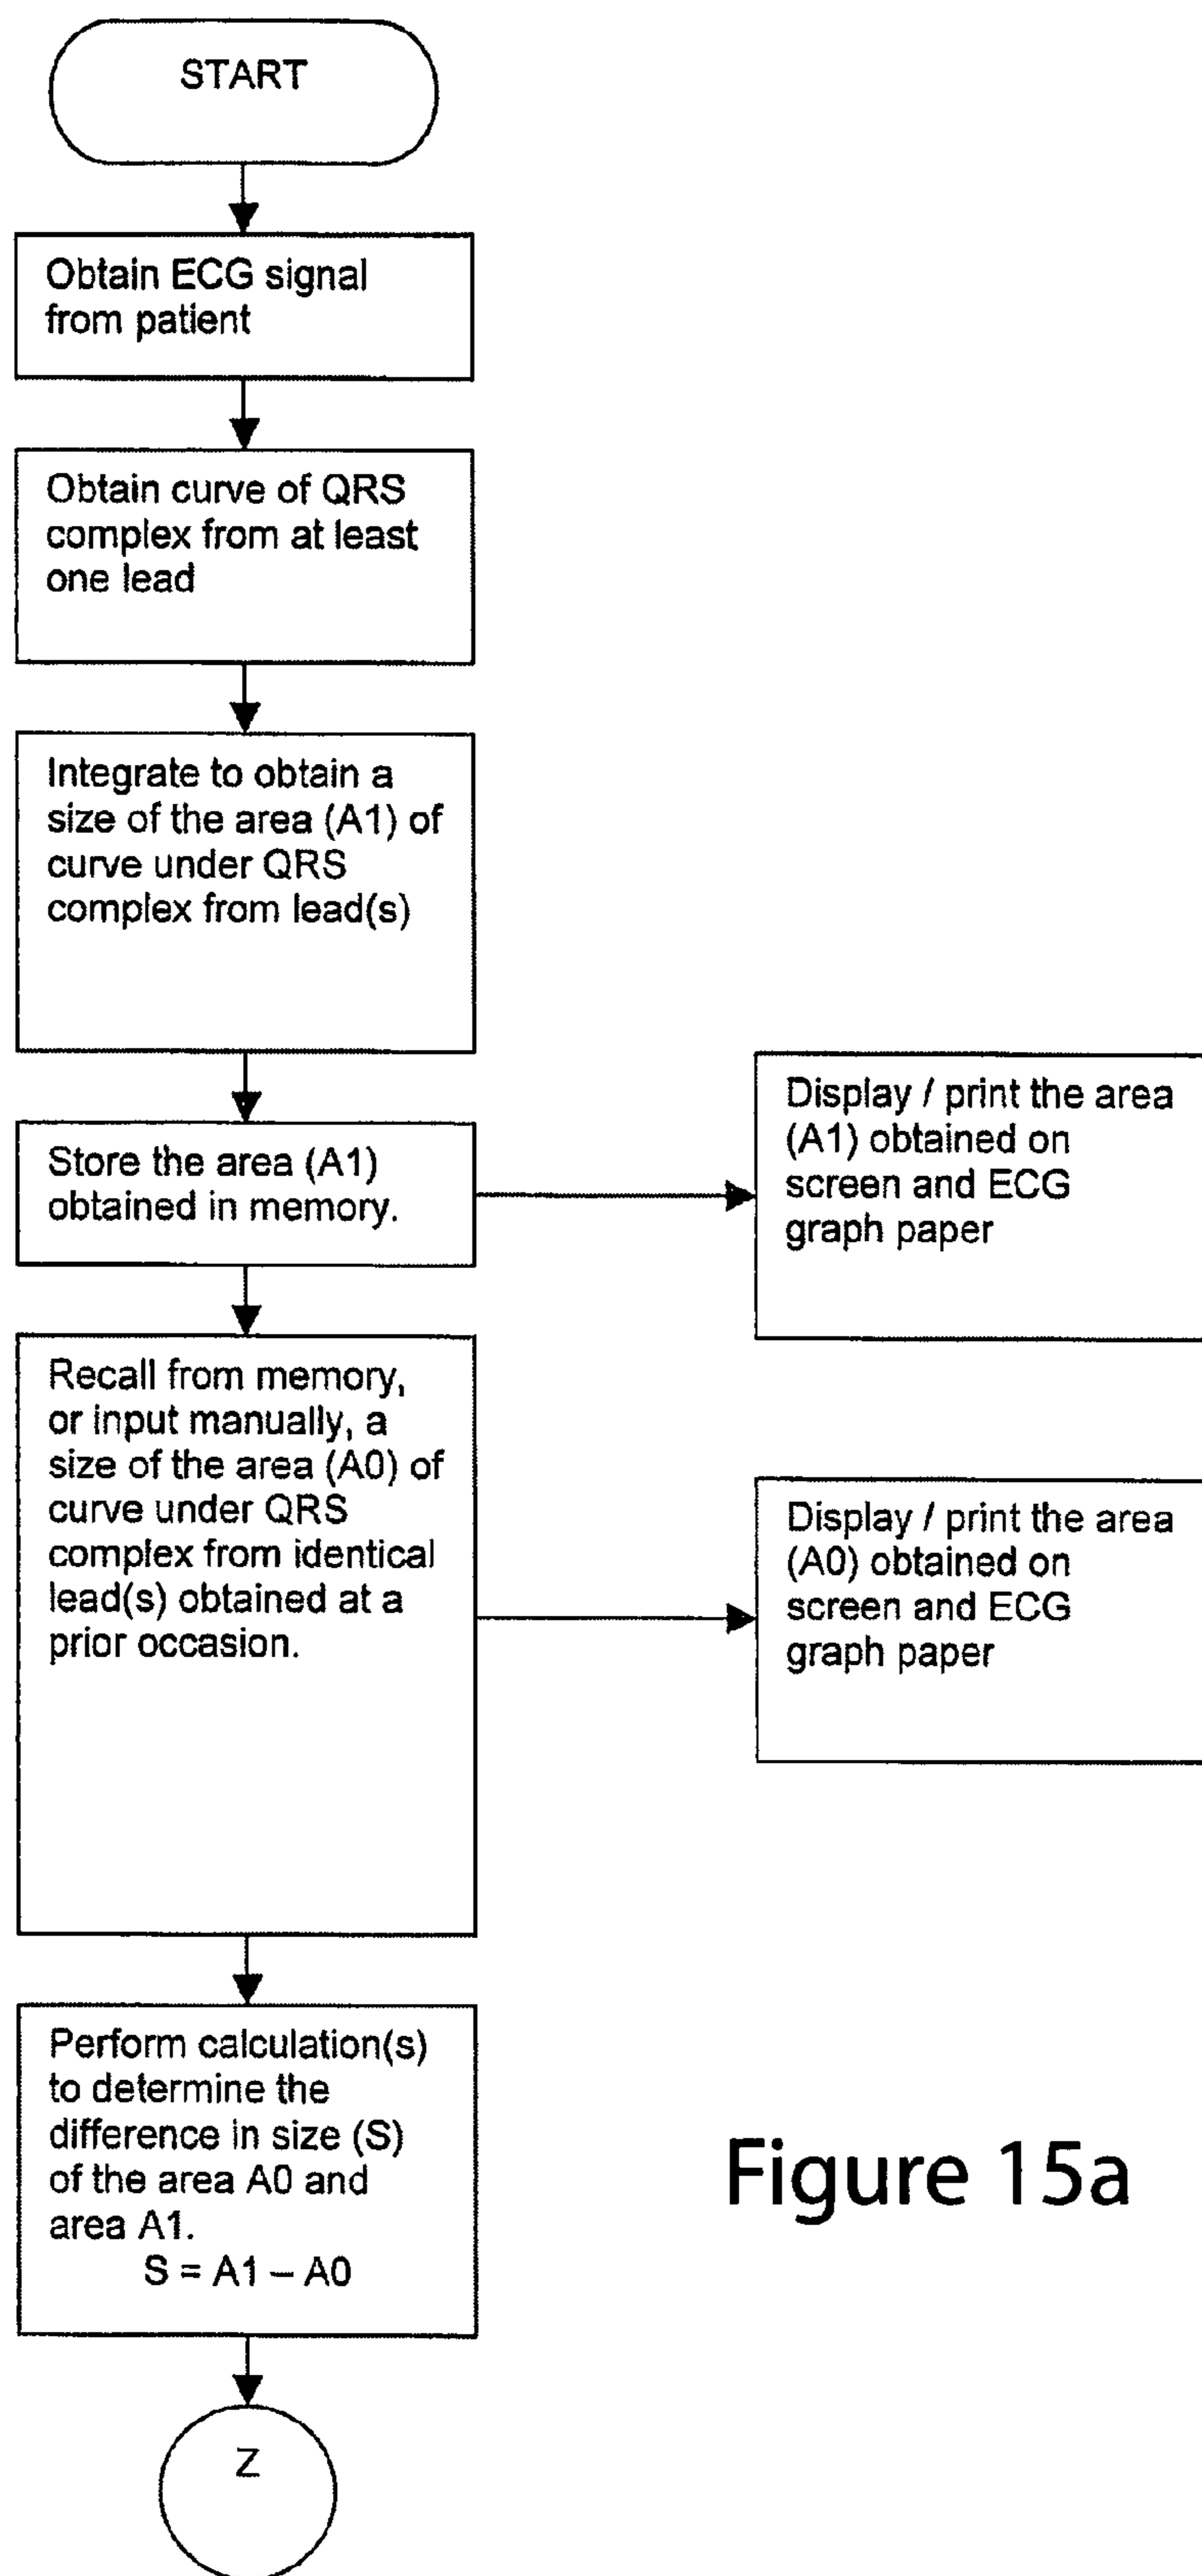 START
Obtain ECG signal
from patient
Obtain curve of QRS
complex from at least
one lead
Integrate to obtain a
size of the area (A1) of
curve under QRS
complex from lead(s)
Store the area (A1)
obtained in memory.
Display / print the area
(A1) obtained on
screen and ECG
graph paper
Recall from memory,
or input manually, a
size of the area (A0) of
curve under QRS
complex from identical
lead(s) obtained at a
prior occasion.
Display / print the area
(A0) obtained on
screen and ECG
graph paper
Perform calculation(s)
to determine the
difference in size (S)
of the area A0 and
area A1.
S = A1 – A0
Z
Figure 15a